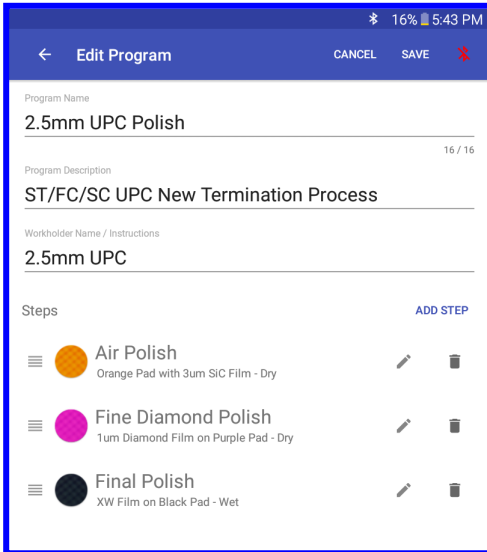 16% 5:43 PM
Edit Program CANCEL SAVE
Program Name
2.5mm UPC Polish
16 / 16
Program Description
ST/FC/SC UPC New Termination Process
Workholder Name / Instructions
2.5mm UPC
Steps ADD STEP
Air Polish
Orange Pad with 3um SiC Film - Dry
Fine Diamond Polish
1um Diamond Film on Purple Pad - Dry
Final Polish
XW Film on Black Pad - Wet